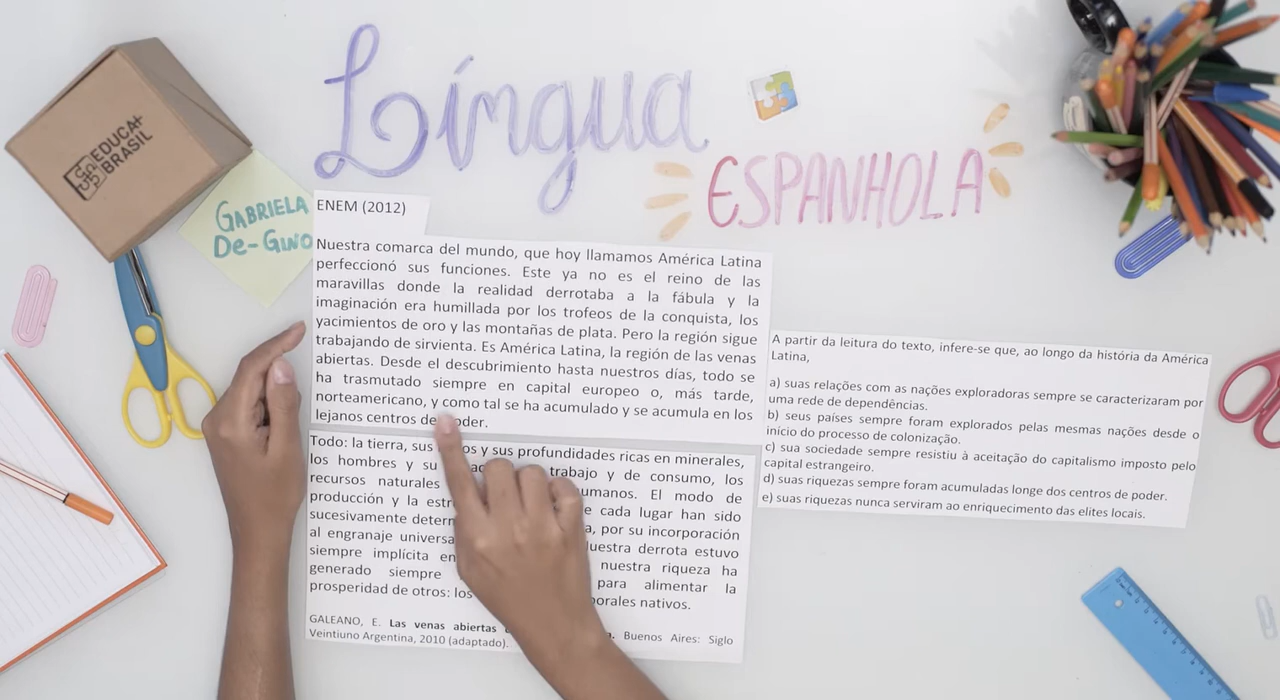 Língua
ESPANHOLA
EDUCA+
BRASIL
GABRIELA
De-Gino
ENEM (2012)
Nuestra comarca del mundo, que hoy llamamos América Latina
perfeccionó sus funciones. Este ya no es el reino de las
maravillas donde la realidad derrotaba a la fábula y la
imaginación era humillada por los trofeos de la conquista, los
yacimientos de oro y las montañas de plata. Pero la región sigue
trabajando de sirvienta. Es América Latina, la región de las venas
abiertas. Desde el descubrimiento hasta nuestros días, todo se
ha trasmutado siempre en capital europeo o, más tarde,
norteamericano, y como tal se ha acumulado y se acumula en los
lejanos centros de poder.
Todo: la tierra, sus y sus profundidades ricas en minerales,
los hombres y su trabajo y de consumo, los
recursos naturales humanos. El modo de
producción y la cada lugar han sido
sucesivamente por su incorporación
al engranaje Nuestra derrota estuvo
siempre implícita en nuestra riqueza ha
generado siempre para alimentar la
prosperidad de otros: los nativos.
GALEANO, E. Las venas abiertas Buenos Aires: Siglo
Veintiuno Argentina, 2010 (adaptado).
A partir da leitura do texto, infere-se que, ao longo da história da América
Latina,
a) suas relações com as nações exploradoras sempre se caracterizaram por
uma rede de dependências.
b) seus países sempre foram explorados pelas mesmas nações desde o
início do processo de colonização.
c) sua sociedade sempre resistiu à aceitação do capitalismo imposto pelo
capital estrangeiro.
d) suas riquezas sempre foram acumuladas longe dos centros de poder.
e) suas riquezas nunca serviram ao enriquecimento das elites locais.